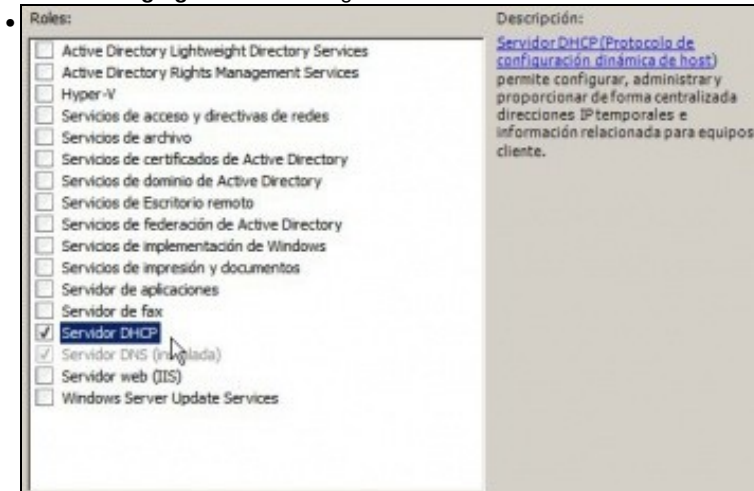 Roles:
Active Directory Lightweight Directory Services
Active Directory Rights Management Services
Hyper-V
Servicios de acceso y directivas de redes
Servicios de archivo
Servicios de certificados de Active Directory
Servicios de dominio de Active Directory
Servicios de Escritorio remoto
Servicios de federación de Active Directory
Servicios de implementación de Windows
Servicios de impresión y documentos
Servidor de aplicaciones
Servidor de fax
Servidor DHCP
Servidor DNS
Servidor web (IIS)
Windows Server Update Services
Descripción:
Servidor DHCP (Protocolo de
configuración dinámica de host)
permite configurar, administrar y
proporcionar de forma centralizada
direcciones IP temporales e
información relacionada para equipos
cliente.